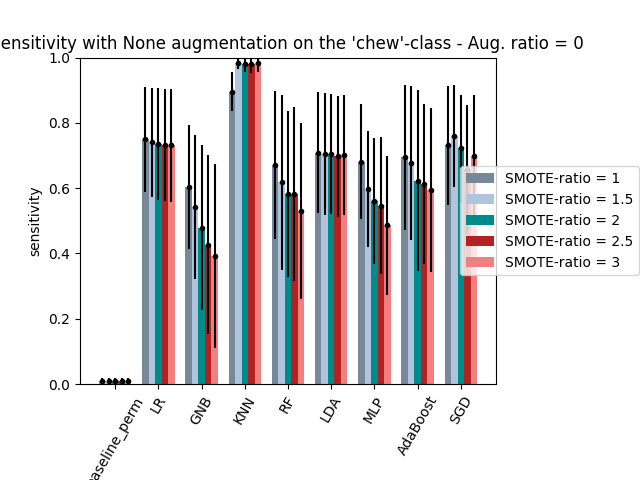 ensitivity with None augmentation on the 'chew'-class - Aug. ratio = 0
1.0
0.8
0.6
0.4
0.2
0.0
sensitivity
SMOTE-ratio = 1
SMOTE-ratio = 1.5
SMOTE-ratio = 2
SMOTE-ratio = 2.5
SMOTE-ratio = 3
aseline_perm
LR
GNB
KNN
RF
LDA
MLP
AdaBoost
SGD